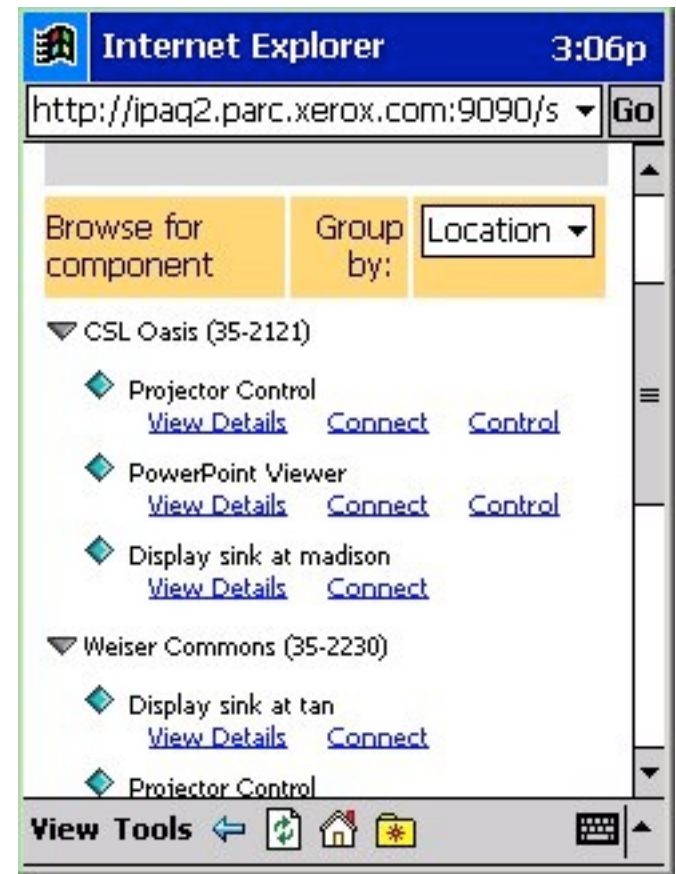 Internet Explorer 3:06p
http://ipaq2.parc.xerox.com:9090/s Go
Browse for component Group by: Location
CSL Oasis (35-2121)
Projector Control
View Details Connect Control
PowerPoint Viewer
View Details Connect Control
Display sink at madison
View Details Connect
Weiser Commons (35-2230)
Display sink at tan
View Details Connect
Projector Control
View Tools